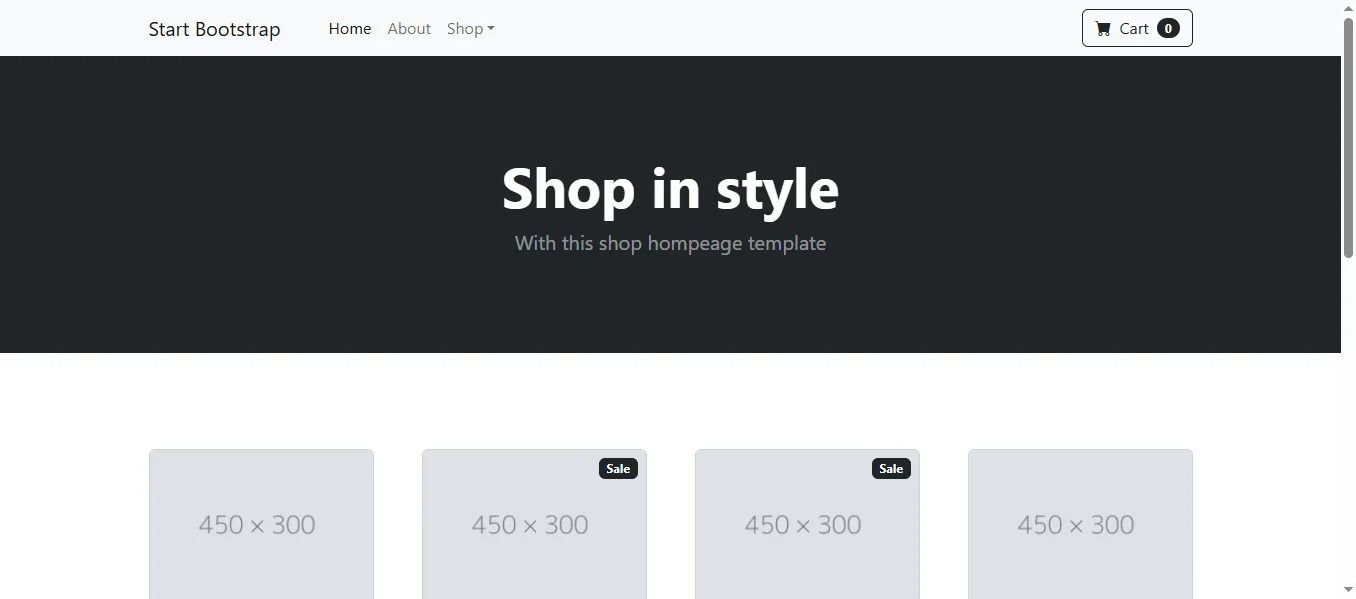 Start Bootstrap Home About Shop Cart 0
Shop in style
With this shop hompeage template
Sale Sale
450 × 300 450 × 300 450 × 300 450 × 300